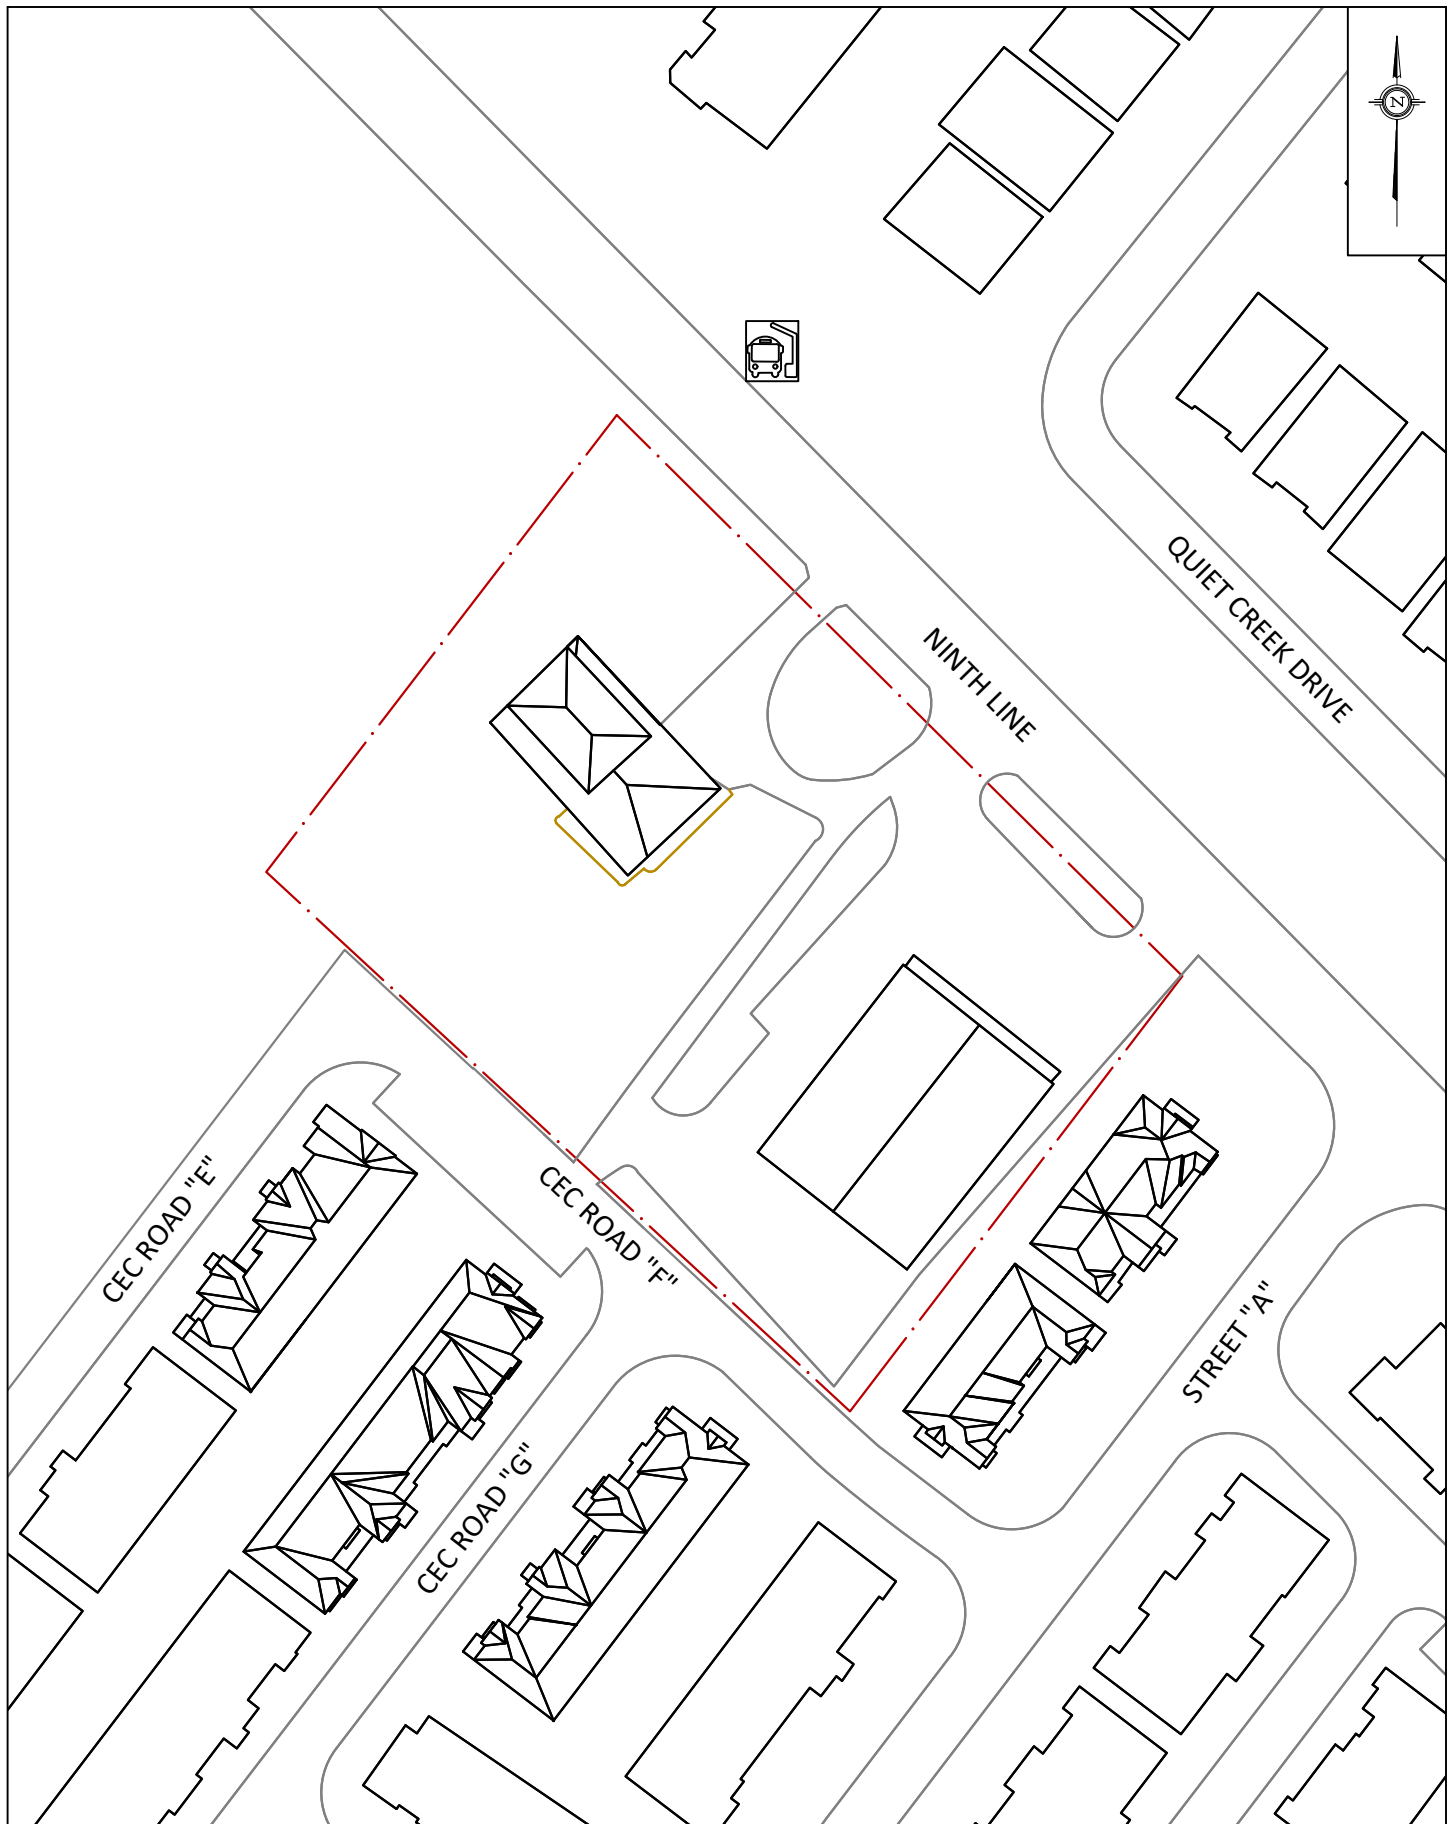 N
QUIET CREEK DRIVE
NINTH LINE
CEC ROAD "E"
CEC ROAD "F"
STREET "A"
CEC ROAD "G"